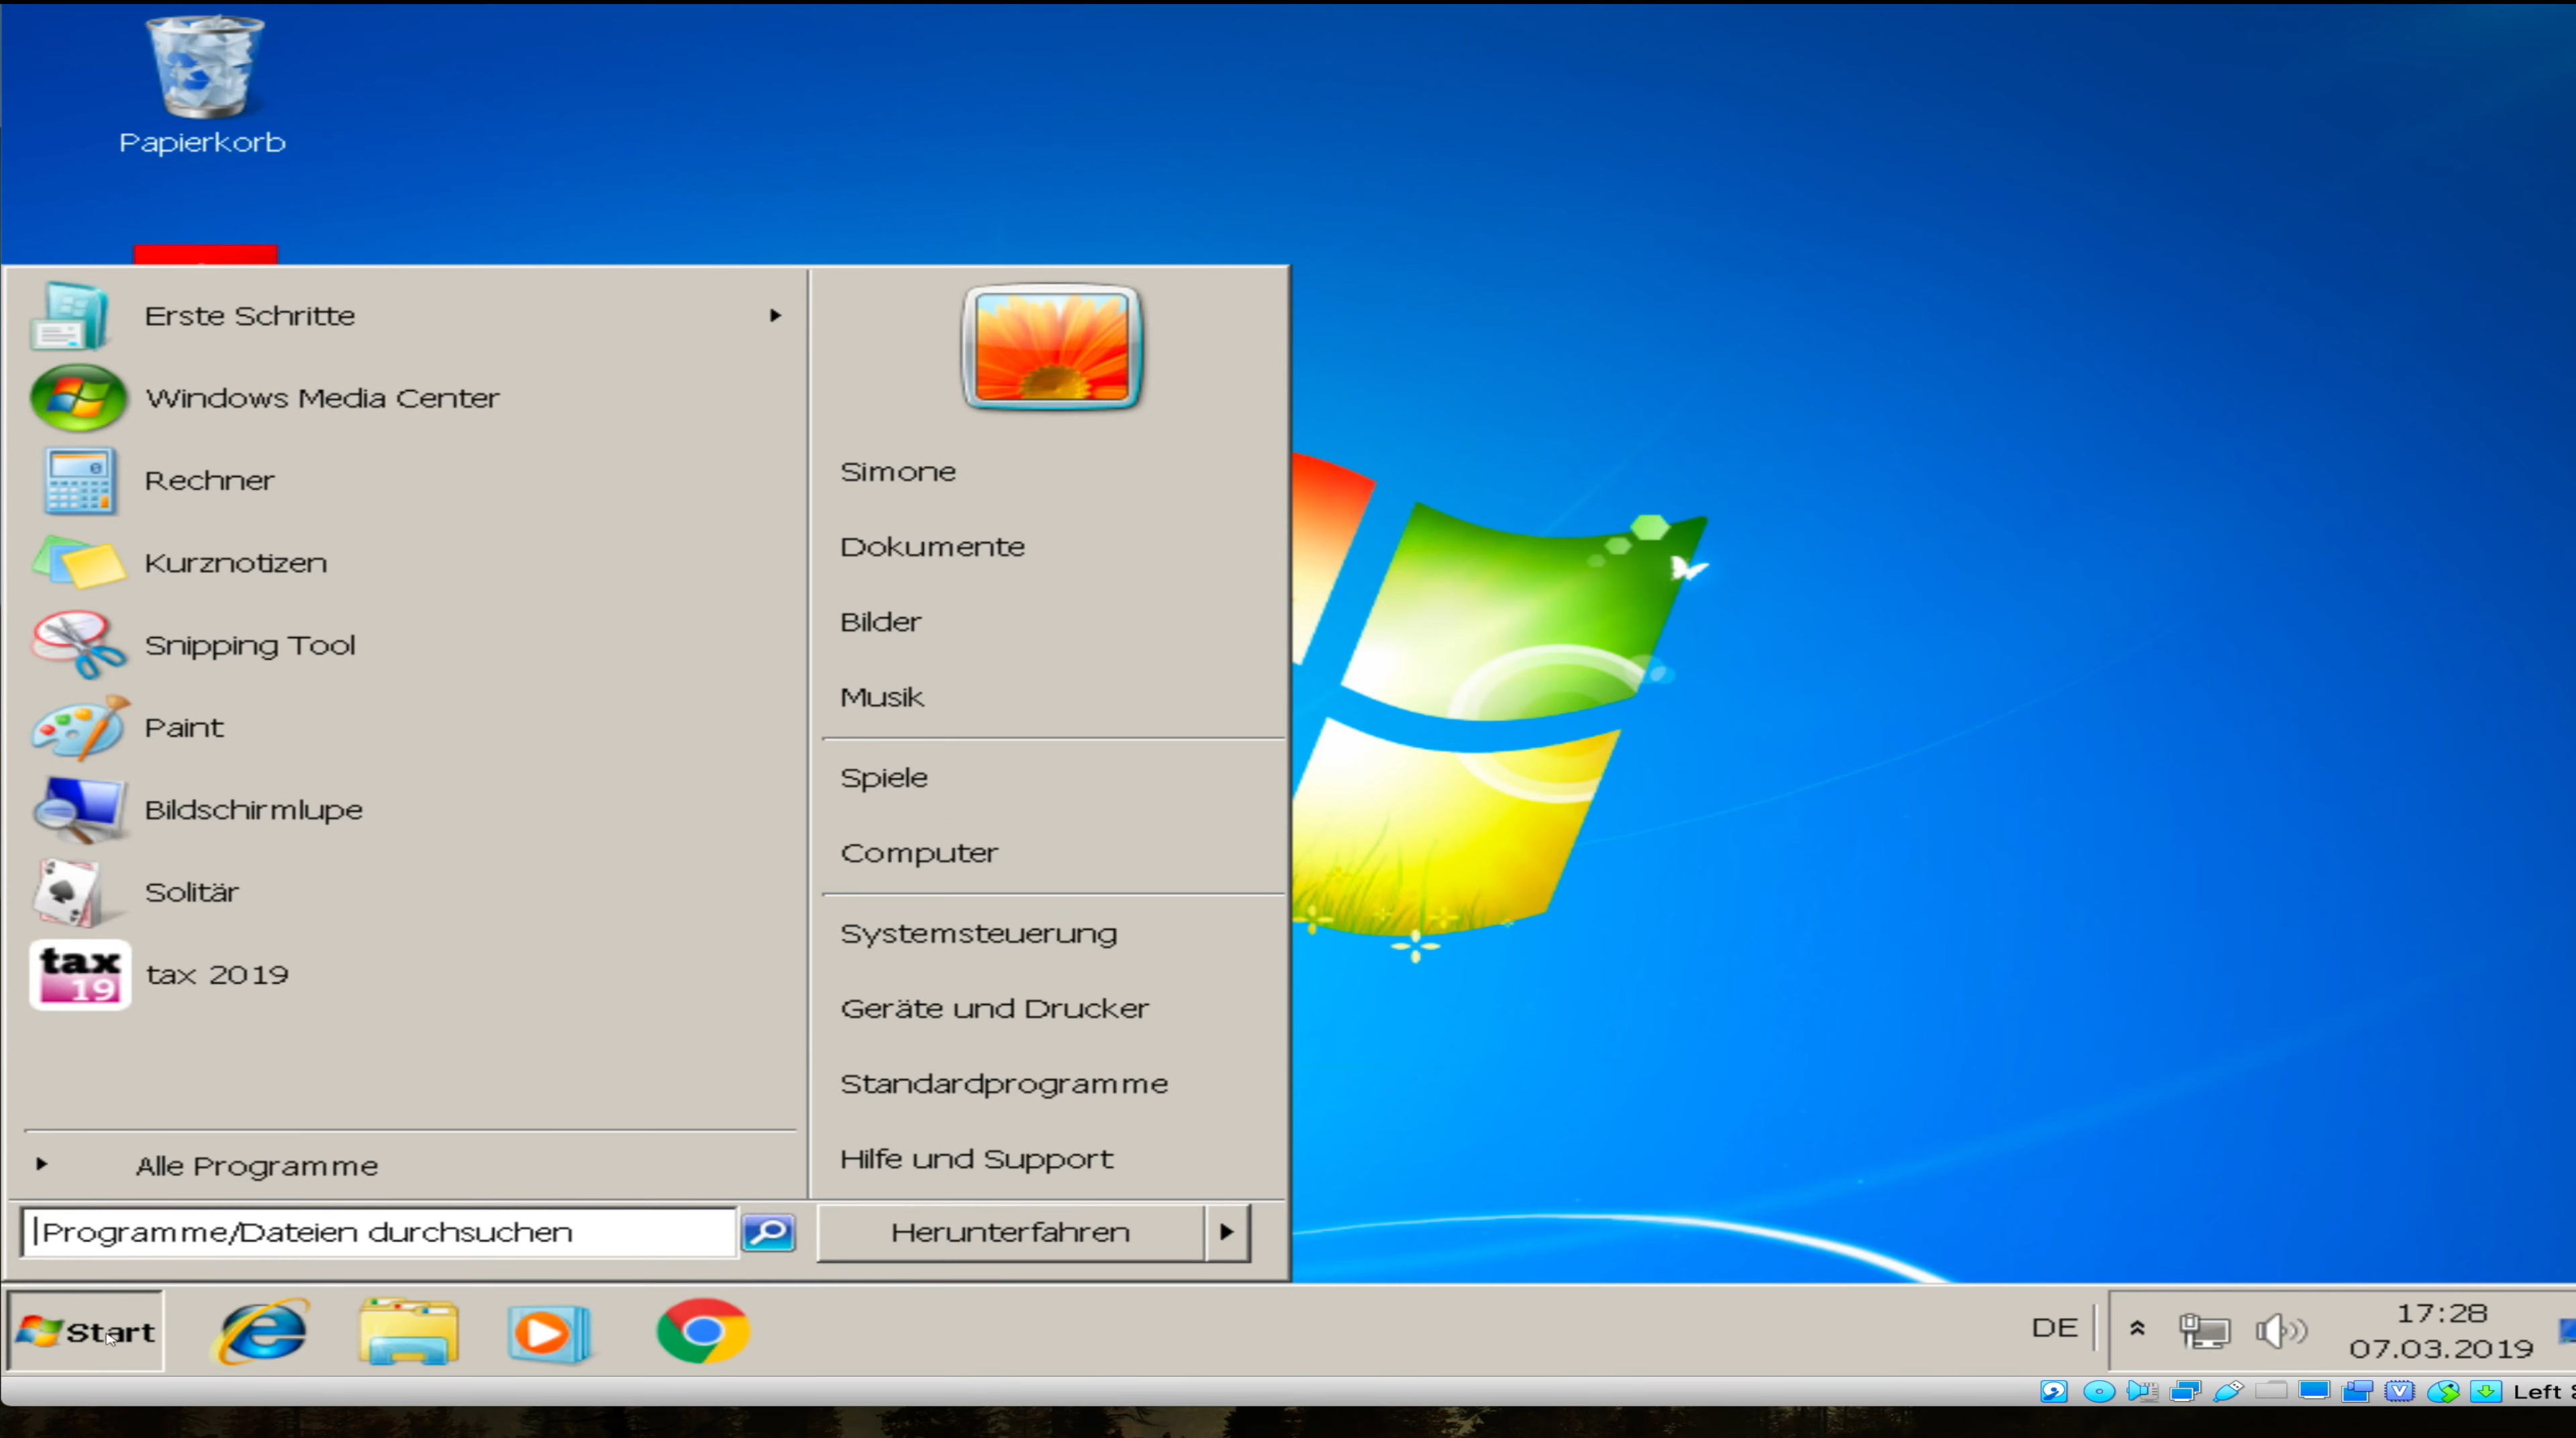 Papierkorb
Erste Schritte
Windows Media Center
Rechner
Kurznotizen
Snipping Tool
Paint
Bildschirmlupe
Solitär
tax
19
tax 2019
Alle Programme
Programme/Dateien durchsuchen
Simone
Dokumente
Bilder
Musik
Spiele
Computer
Systemsteuerung
Geräte und Drucker
Standardprogramme
Hilfe und Support
Herunterfahren
Start
DE
17:28
07.03.2019
Left